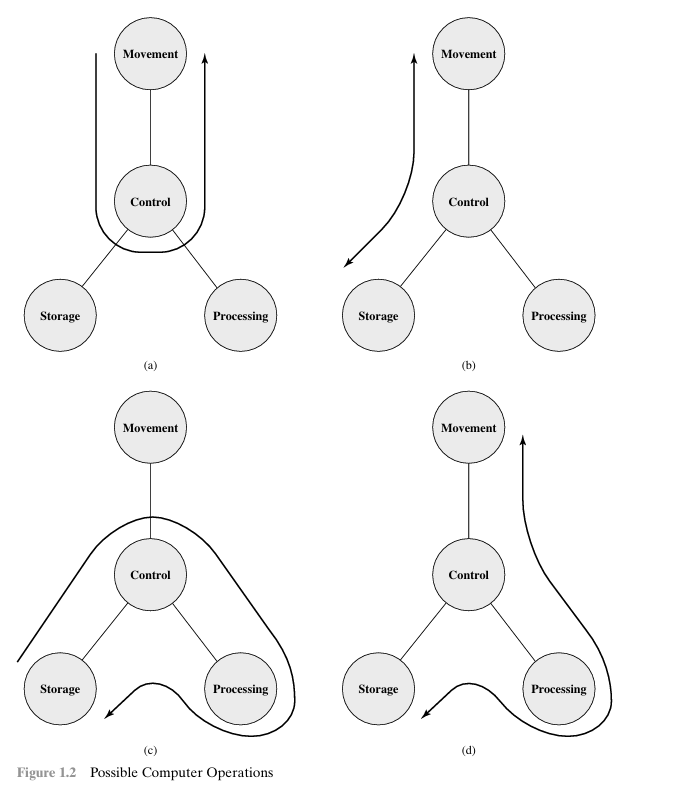 Movement
Movement
Control
Control
Storage
Processing
Storage
Processing
(a)
(b)
Movement
Movement
Control
Control
Storage
Processing
Storage
Processing
(c)
(d)
Figure 1.2 Possible Computer Operations